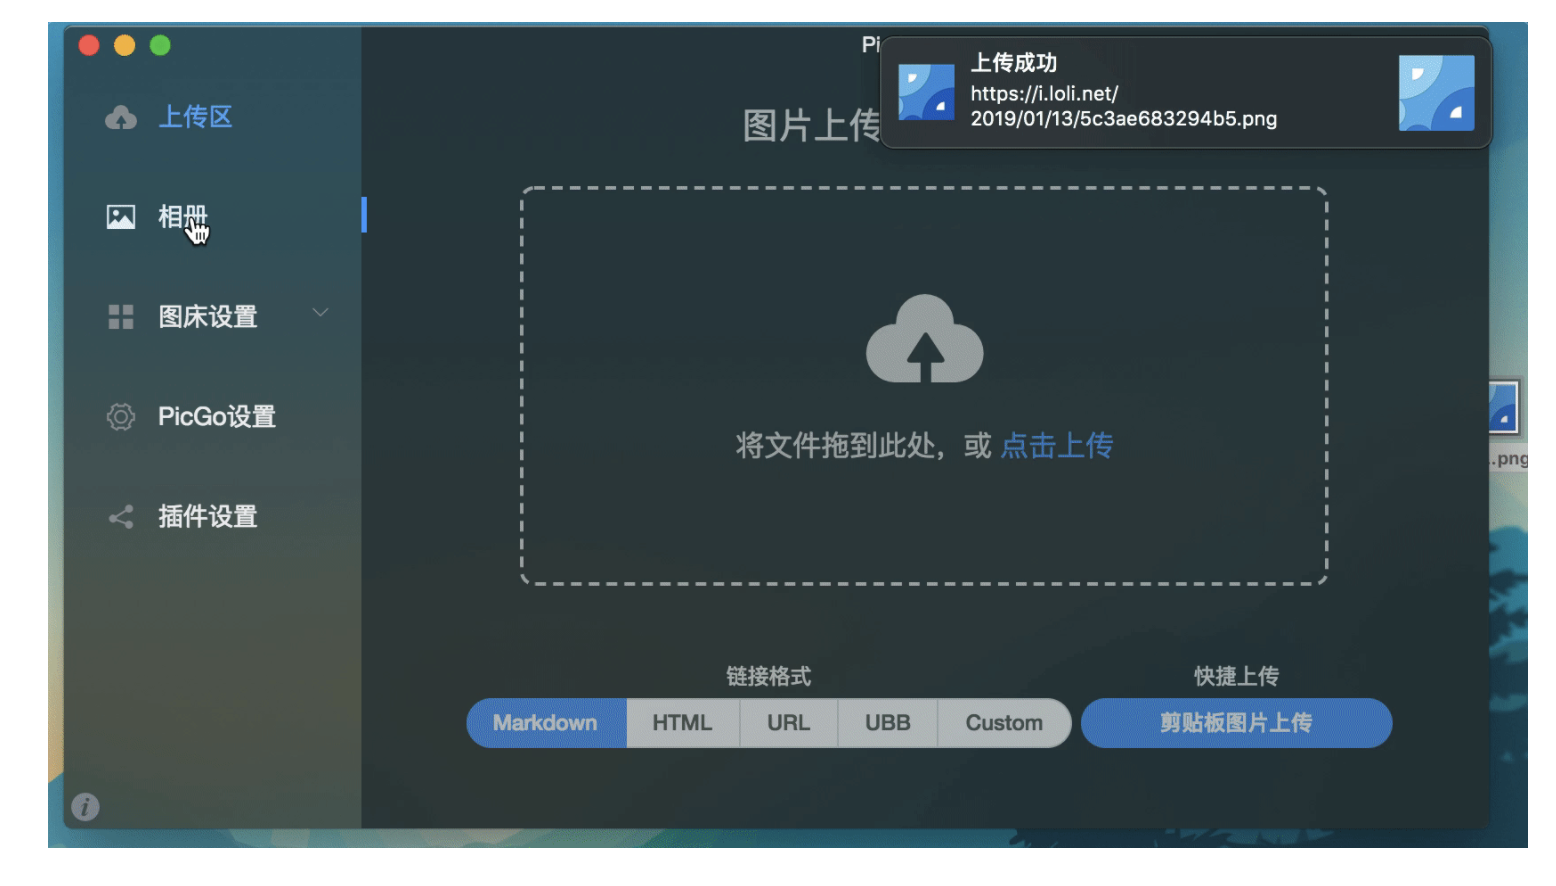 Pi
上传成功
https://i.loli.net/
2019/01/13/5c3ae683294b5.png
上传区
图片上传
相册
图床设置
PicGo设置
插件设置
将文件拖到此处，或 点击上传
.png
链接格式
快捷上传
Markdown HTML URL UBB Custom
剪贴板图片上传
i